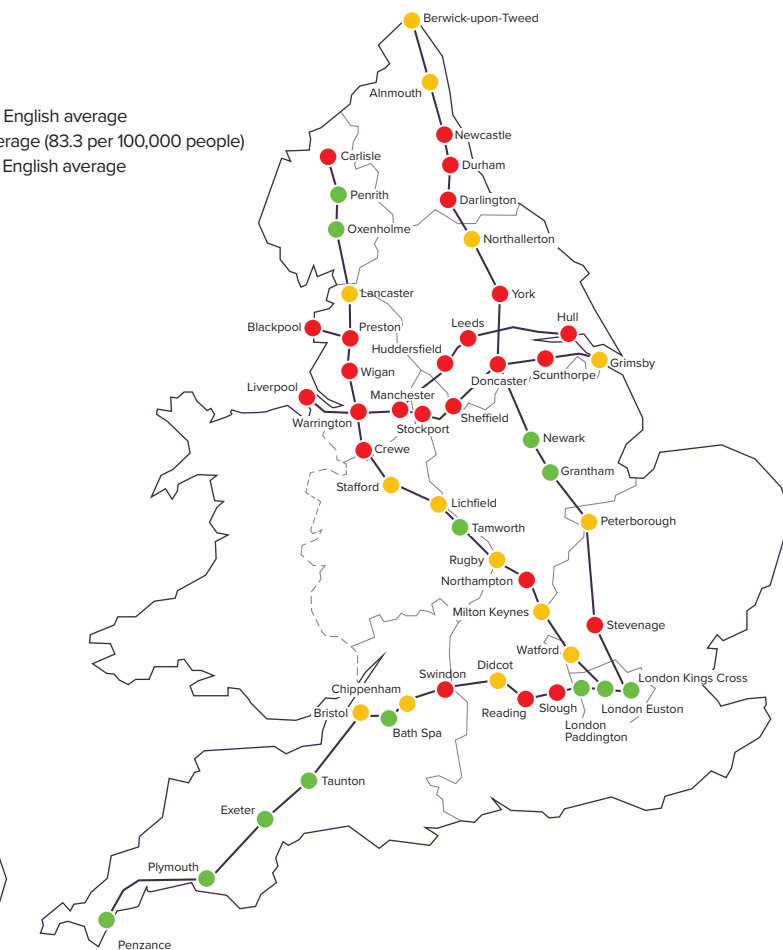 Berwick-upon-Tweed
Alnmouth
English average
Newcastle
erage (83.3 per 100,000 people)
Carlisle
English average
Durham
Penrith
Darlington
Oxenholme
Northallerton
Lancaster
York
Blackpool
Preston
Leeds
Hull
Huddersfield
Wigan
Doncaster
Scunthorpe
Grimsby
Liverpool
Manchester
Warrington
Stockport
Sheffield
Crewe
Newark
Stafford
Grantham
Lichfield
Tamworth
Peterborough
Rugby
Northampton
Milton Keynes
Stevenage
Watford
Didcot
Swindon
London Kings Cross
Chippenham
Bristol
Bath Spa
Reading
Slough
London Euston
London
Paddington
Taunton
Exeter
Plymouth
Penzance